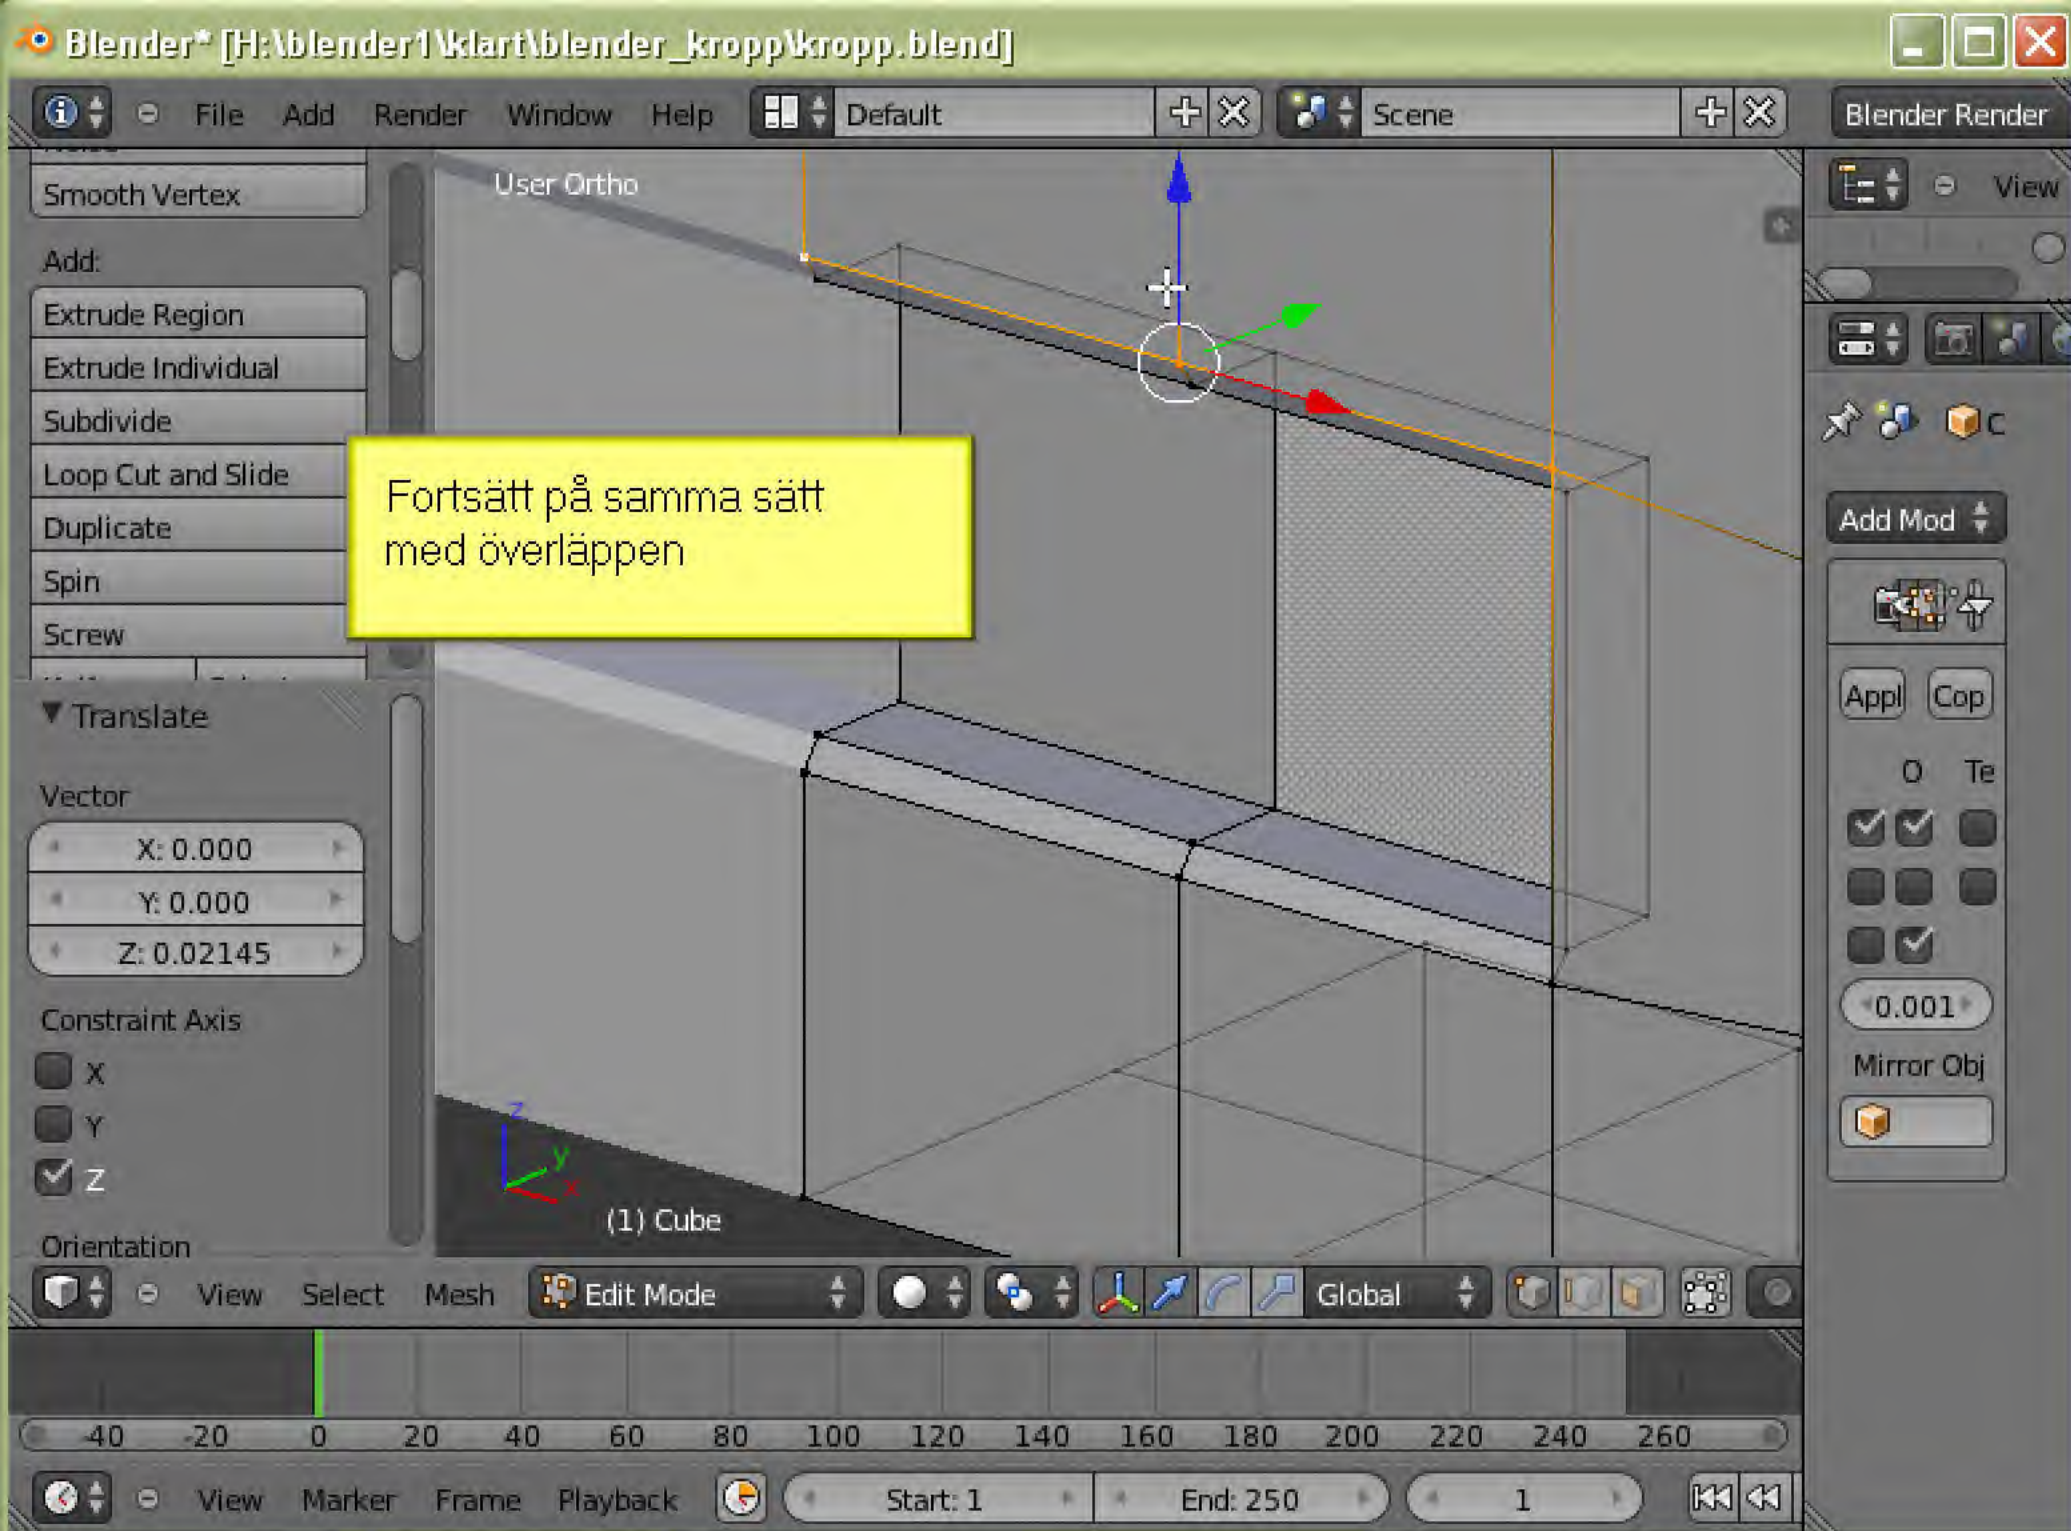 Blender* [H:\blender1\klart\blender_kropp\kropp.blend]
File Add Render Window Help Default Scene Blender Render
Smooth Vertex
Add:
Extrude Region
Extrude Individual
Subdivide
Loop Cut and Slide
Duplicate
Spin
Screw
Translate
Vector
X: 0.000
Y: 0.000
Z: 0.02145
Constraint Axis
X
Y
Z
Orientation
User Ortho
Fortsätt på samma sätt
med överläppen
z
y
x
(1) Cube
View
C
Add Mod
Appl Cop
O Te
0.001
Mirror Obj
View Select Mesh Edit Mode Global
-40 -20 0 20 40 60 80 100 120 140 160 180 200 220 240 260
View Marker Frame Playback Start: 1 End: 250 1